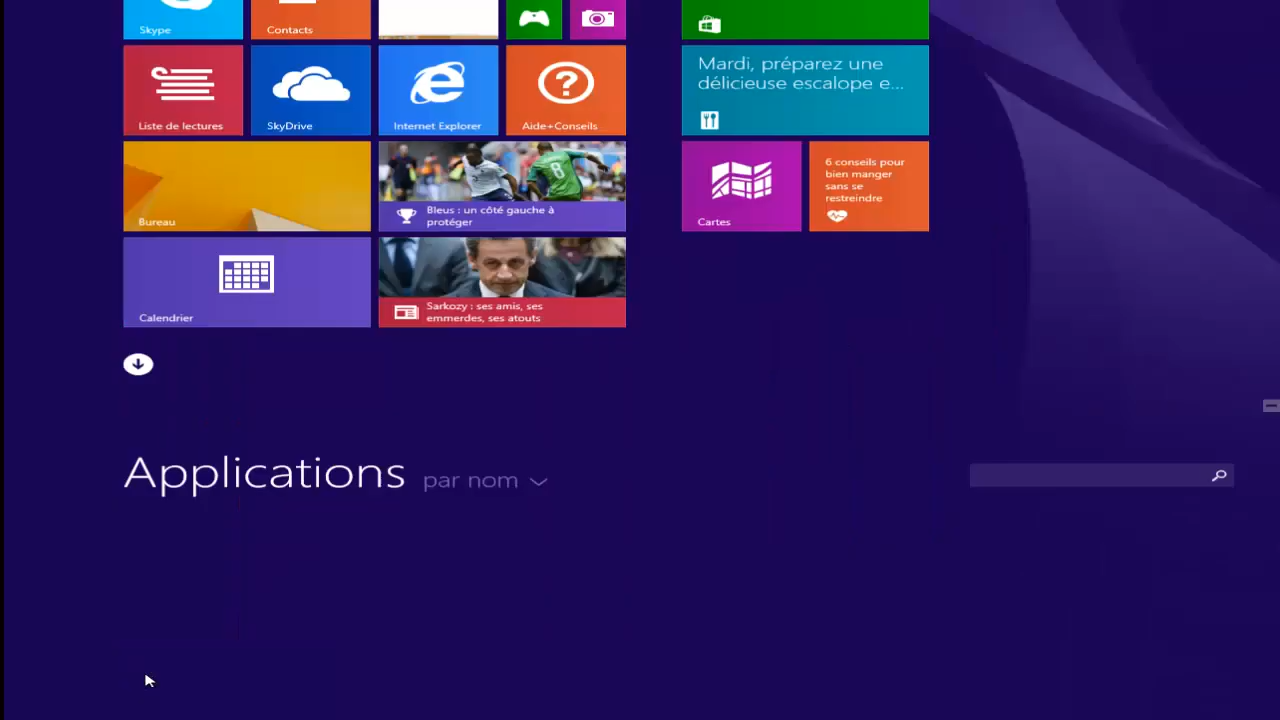 Skype
Contacts
Mardi, préparez une
délicieuse escalope e...
Liste de lectures
SkyDrive
Internet Explorer
Aide+Conseils
6 conseils pour
bien manger
sans se
restreindre
Bleus : un côté gauche à
protéger
8
Bureau
Cartes
Sarkozy : ses amis, ses
emmerdes, ses atouts
Calendrier
Applications par nom